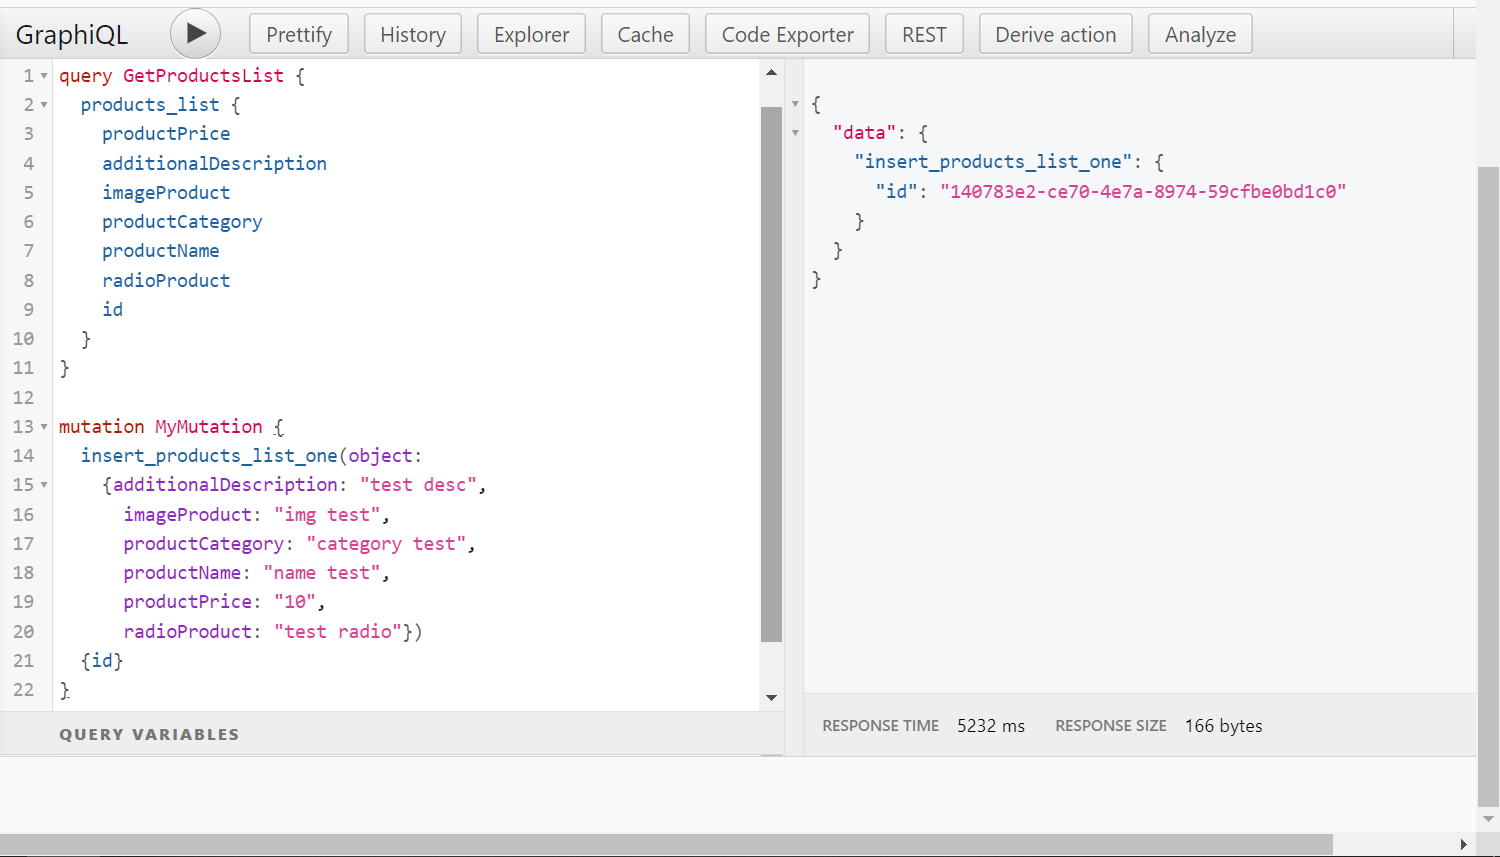 GraphiQL Prettify History Explorer Cache Code Exporter REST Derive action Analyze
1 query GetProductsList {
2 products_list {
3 productPrice
4 additionalDescription
5 imageProduct
6 productCategory
7 productName
8 radioProduct
9 id
10 }
11 }
12
13 mutation MyMutation {
14 insert_products_list_one(object:
15 {additionalDescription: "test desc",
16 imageProduct: "img test",
17 productCategory: "category test",
18 productName: "name test",
19 productPrice: "10",
20 radioProduct: "test radio"})
21 {id}
22 }
QUERY VARIABLES
{
"data": {
"insert_products_list_one": {
"id": "140783e2-ce70-4e7a-8974-59cfbe0bd1c0"
}
}
}
RESPONSE TIME 5232 ms RESPONSE SIZE 166 bytes